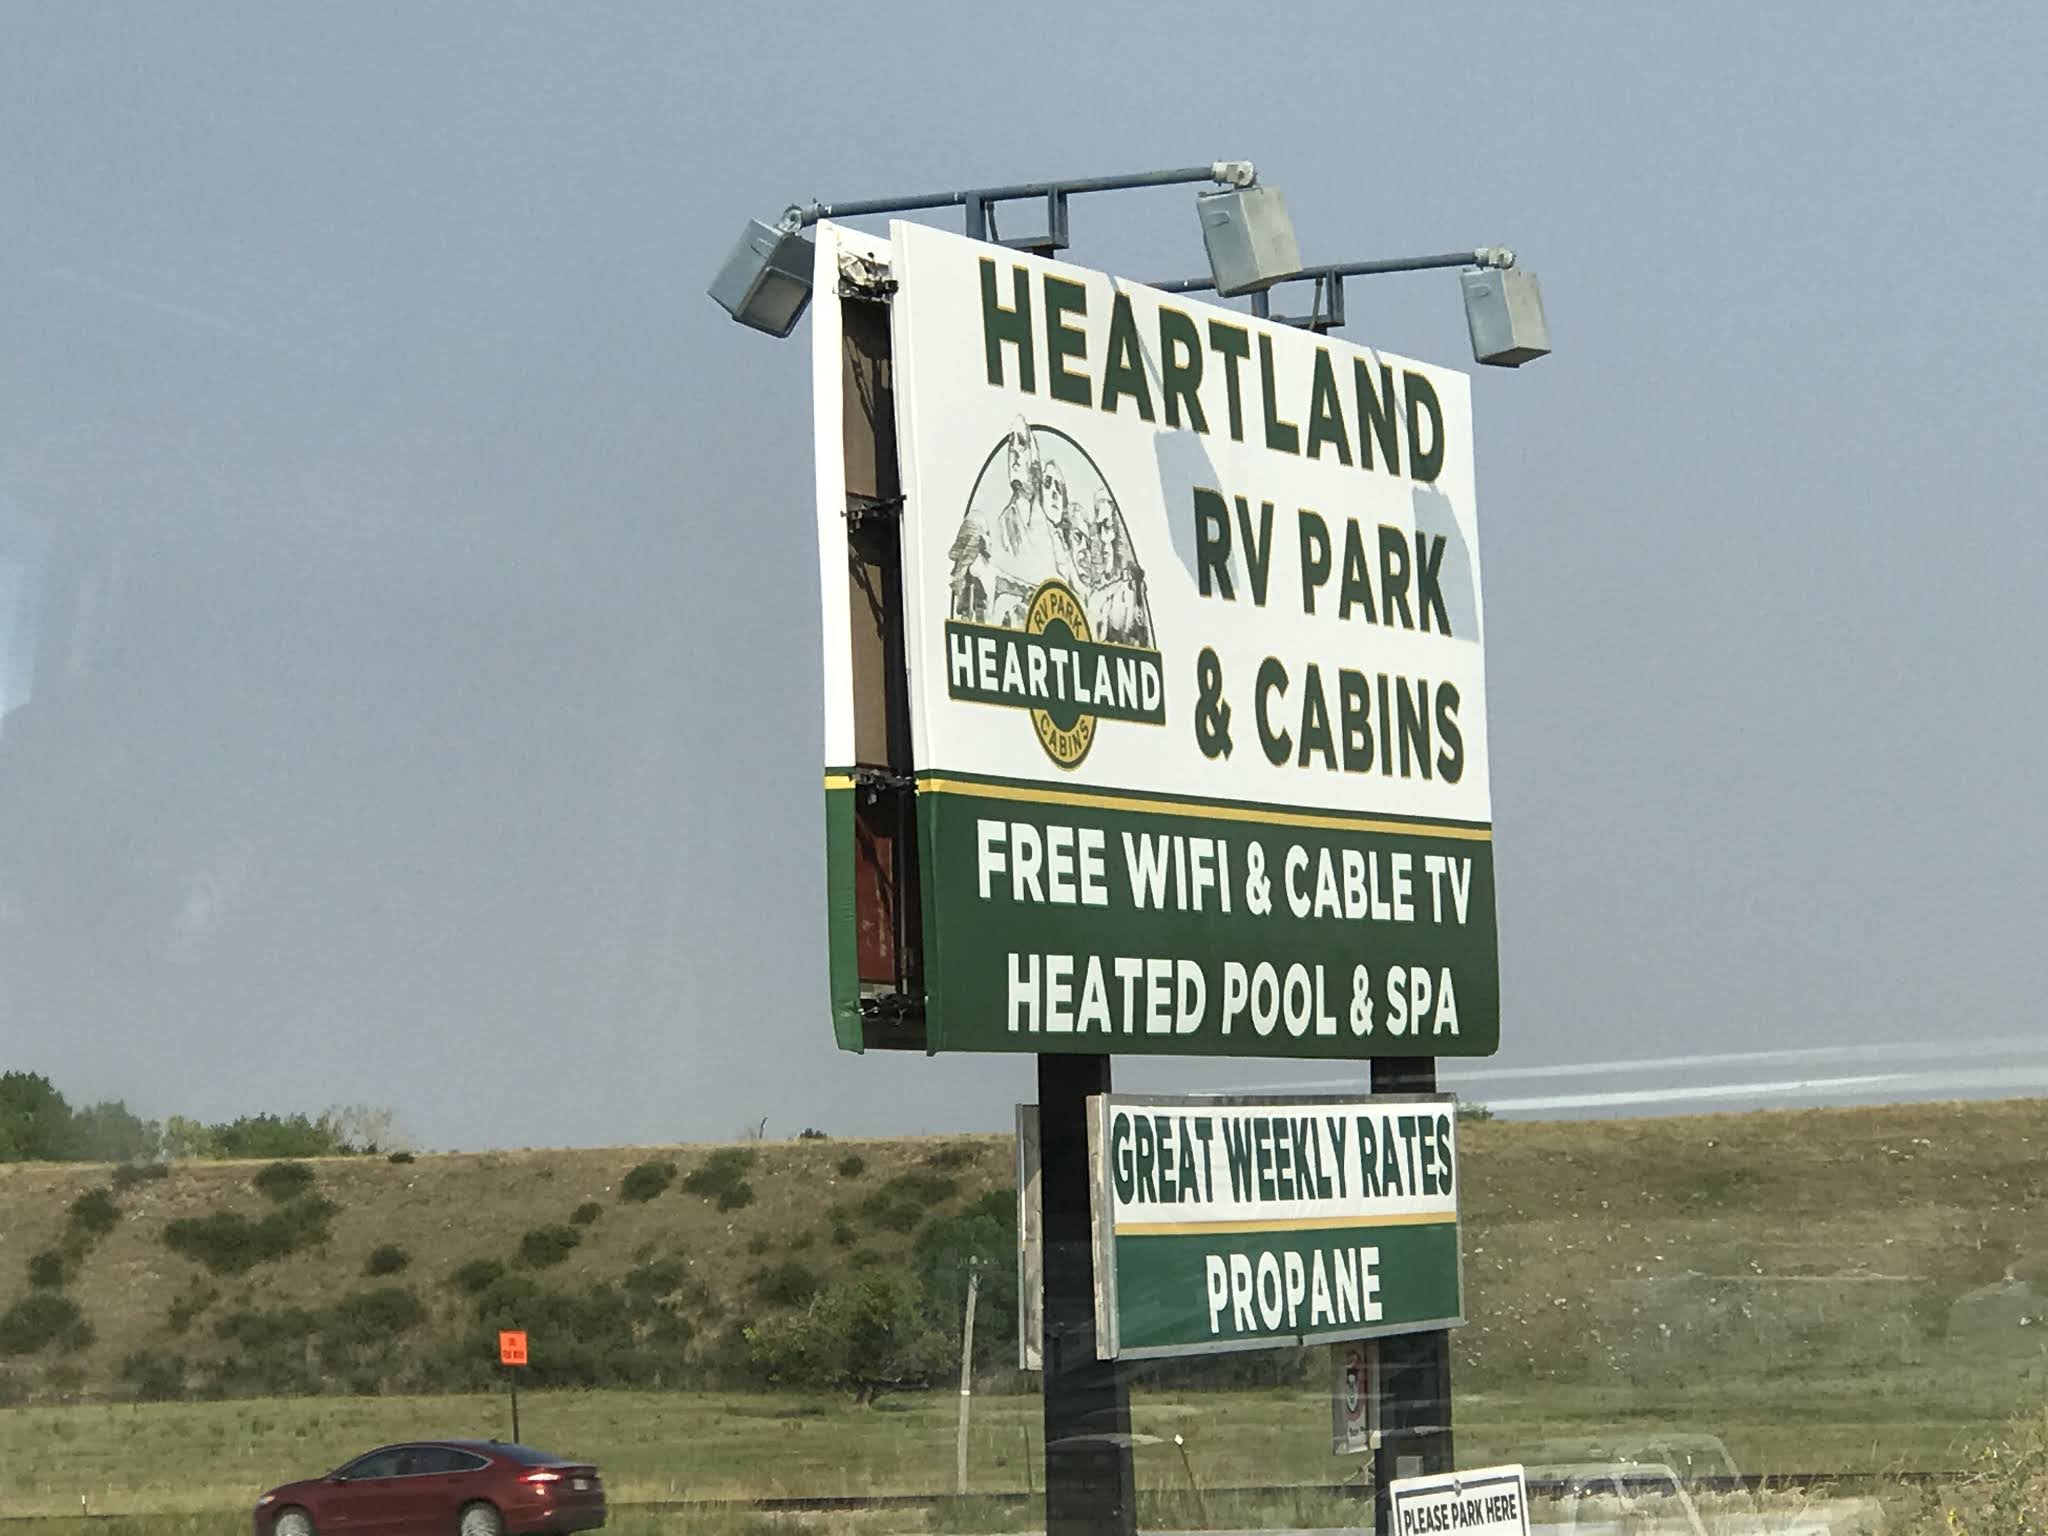 HEARTLAND
RV PARK
& CABINS
RV PARK
HEARTLAND
CABINS
FREE WIFI & CABLE TV
HEATED POOL & SPA
GREAT WEEKLY RATES
PROPANE
PLEASE PARK HERE